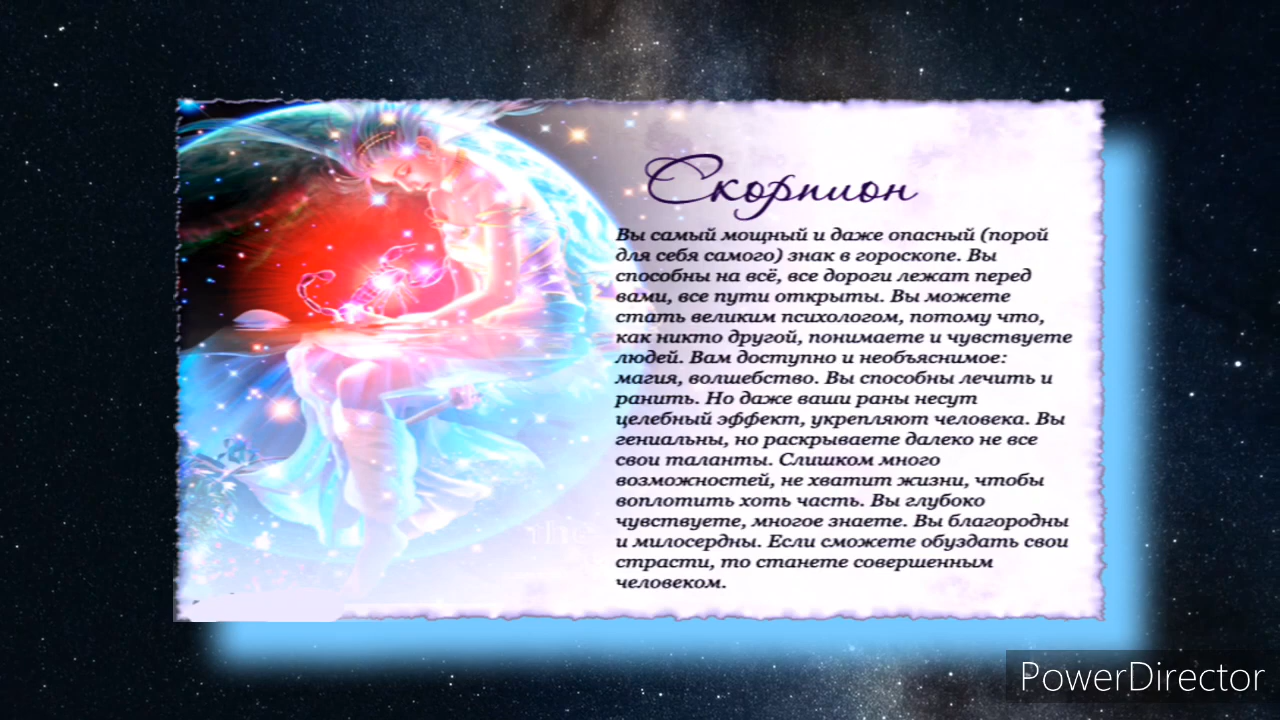 Скорпион
Вы самый мощный и даже опасный (порой
для себя самого) знак в гороскопе. Вы
способны на всё, все дороги лежат перед
вами, все пути открыты. Вы можете
стать великим психологом, потому что,
как никто другой, понимаете и чувствуете
людей. Вам доступно и необъяснимое:
магия, волшебство. Вы способны лечить и
ранить. Но даже ваши раны несут
целебный эффект, укрепляют человека. Вы
гениальны, но раскрываете далеко не все
свои таланты. Слишком много
возможностей, не хватит жизни, чтобы
воплотить хоть часть. Вы глубоко
чувствуете, многое знаете. Вы благородны
и милосердны. Если сможете обуздать свои
страсти, то станете совершенным
человеком.
the
PowerDirector